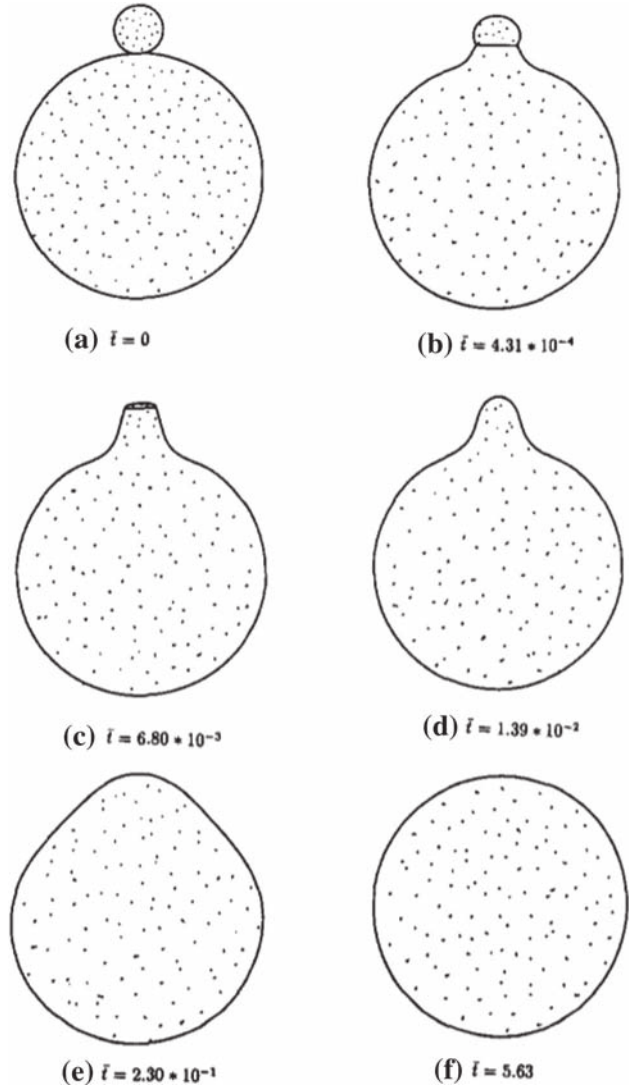 (a) t̄ = 0
(b) t̄ = 4.31 * 10⁻⁴
(c) t̄ = 6.80 * 10⁻³
(d) t̄ = 1.39 * 10⁻²
(e) t̄ = 2.30 * 10⁻¹
(f) t̄ = 5.63